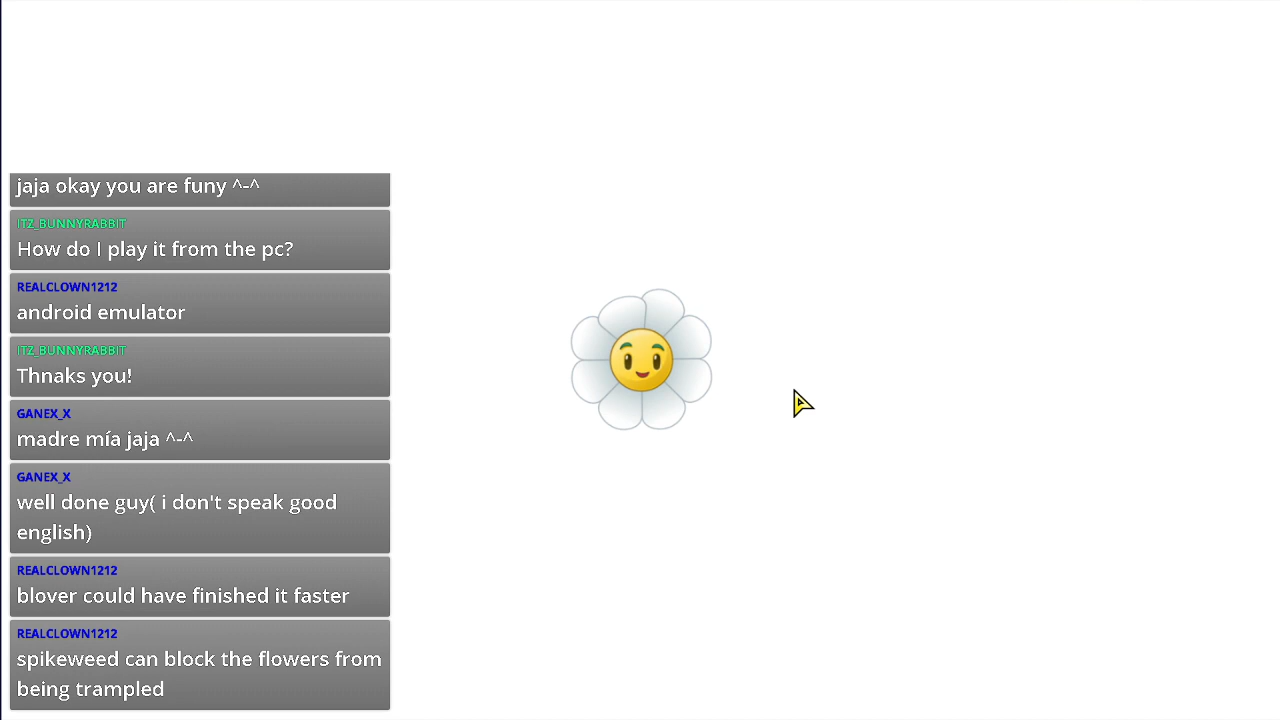 jaja okay you are funy ^-^
ITZ_BUNNYRABBIT
How do I play it from the pc?
REALCLOWN1212
android emulator
ITZ_BUNNYRABBIT
Thnaks you!
GANEX_X
madre mía jaja ^-^
GANEX_X
well done guy( i don't speak good
english)
REALCLOWN1212
blover could have finished it faster
REALCLOWN1212
spikeweed can block the flowers from
being trampled